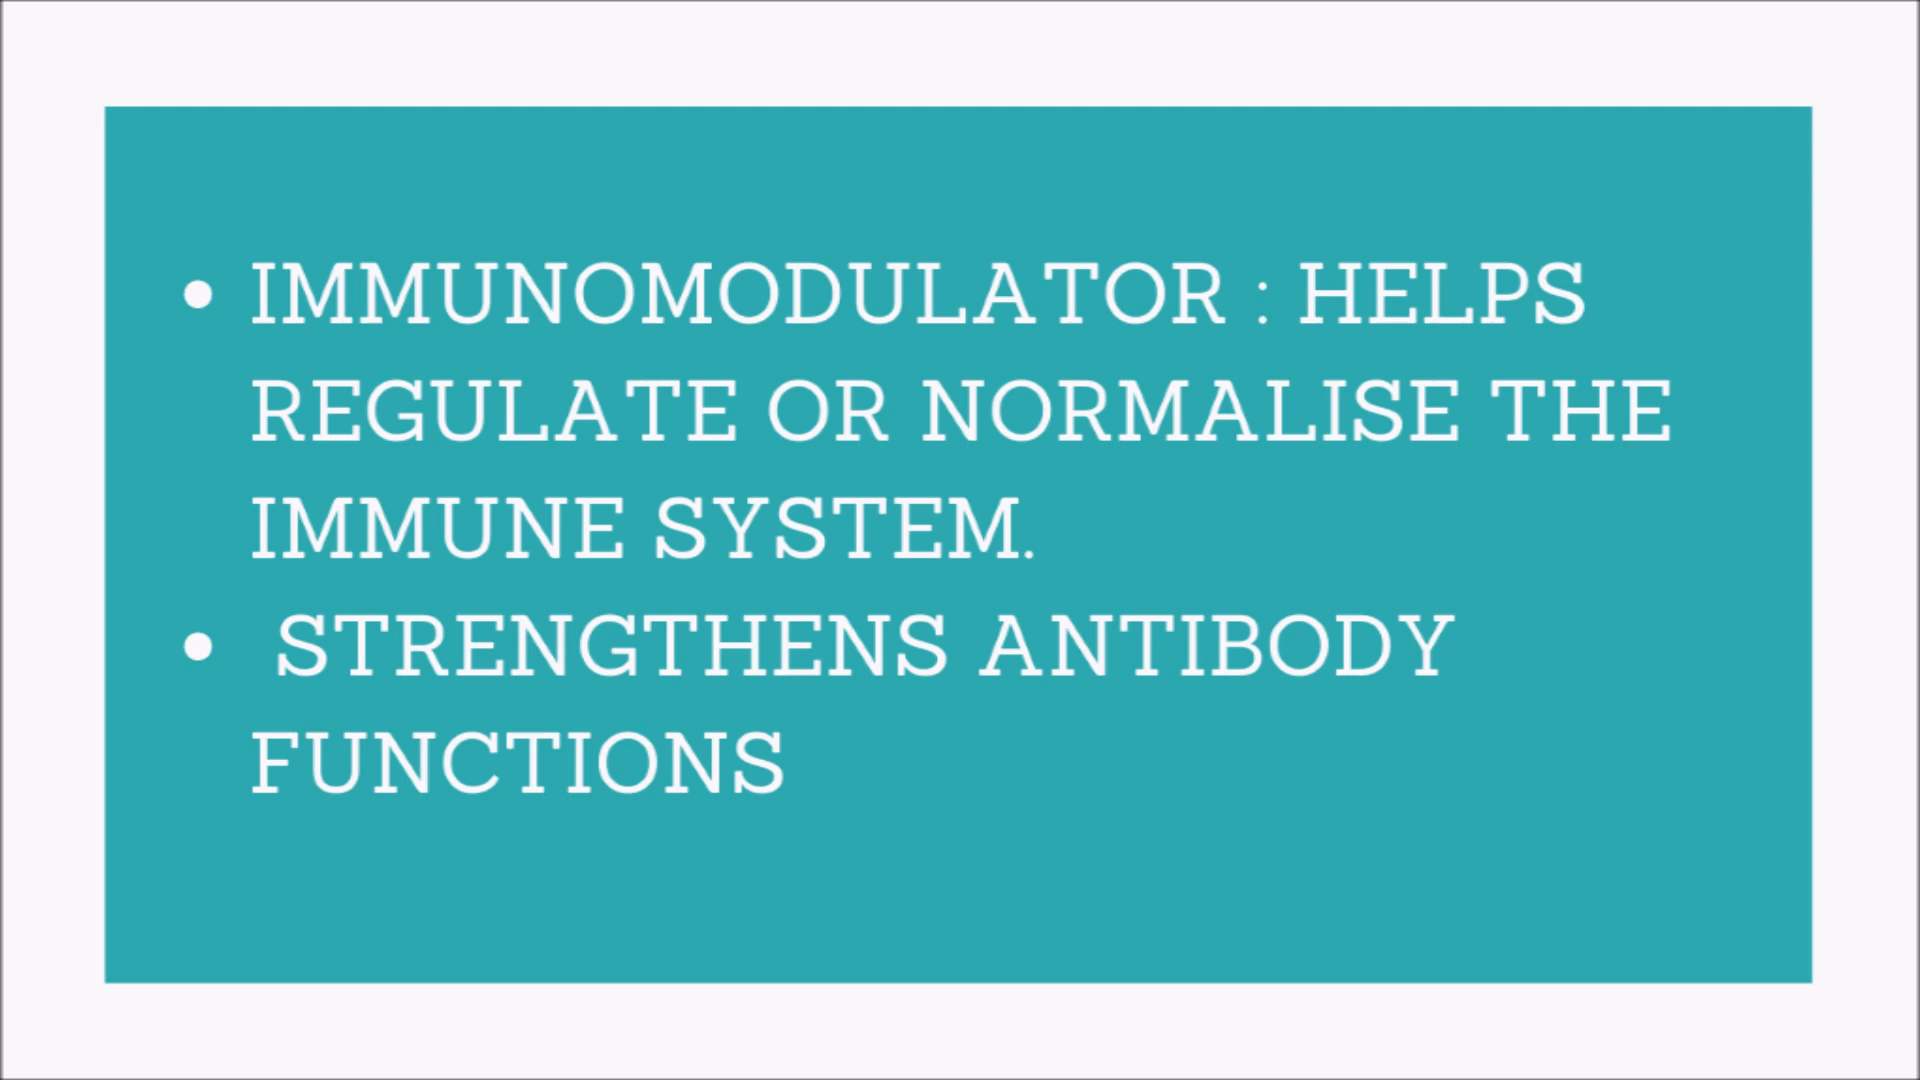 • IMMUNOMODULATOR : HELPS
REGULATE OR NORMALISE THE
IMMUNE SYSTEM.
• STRENGTHENS ANTIBODY
FUNCTIONS